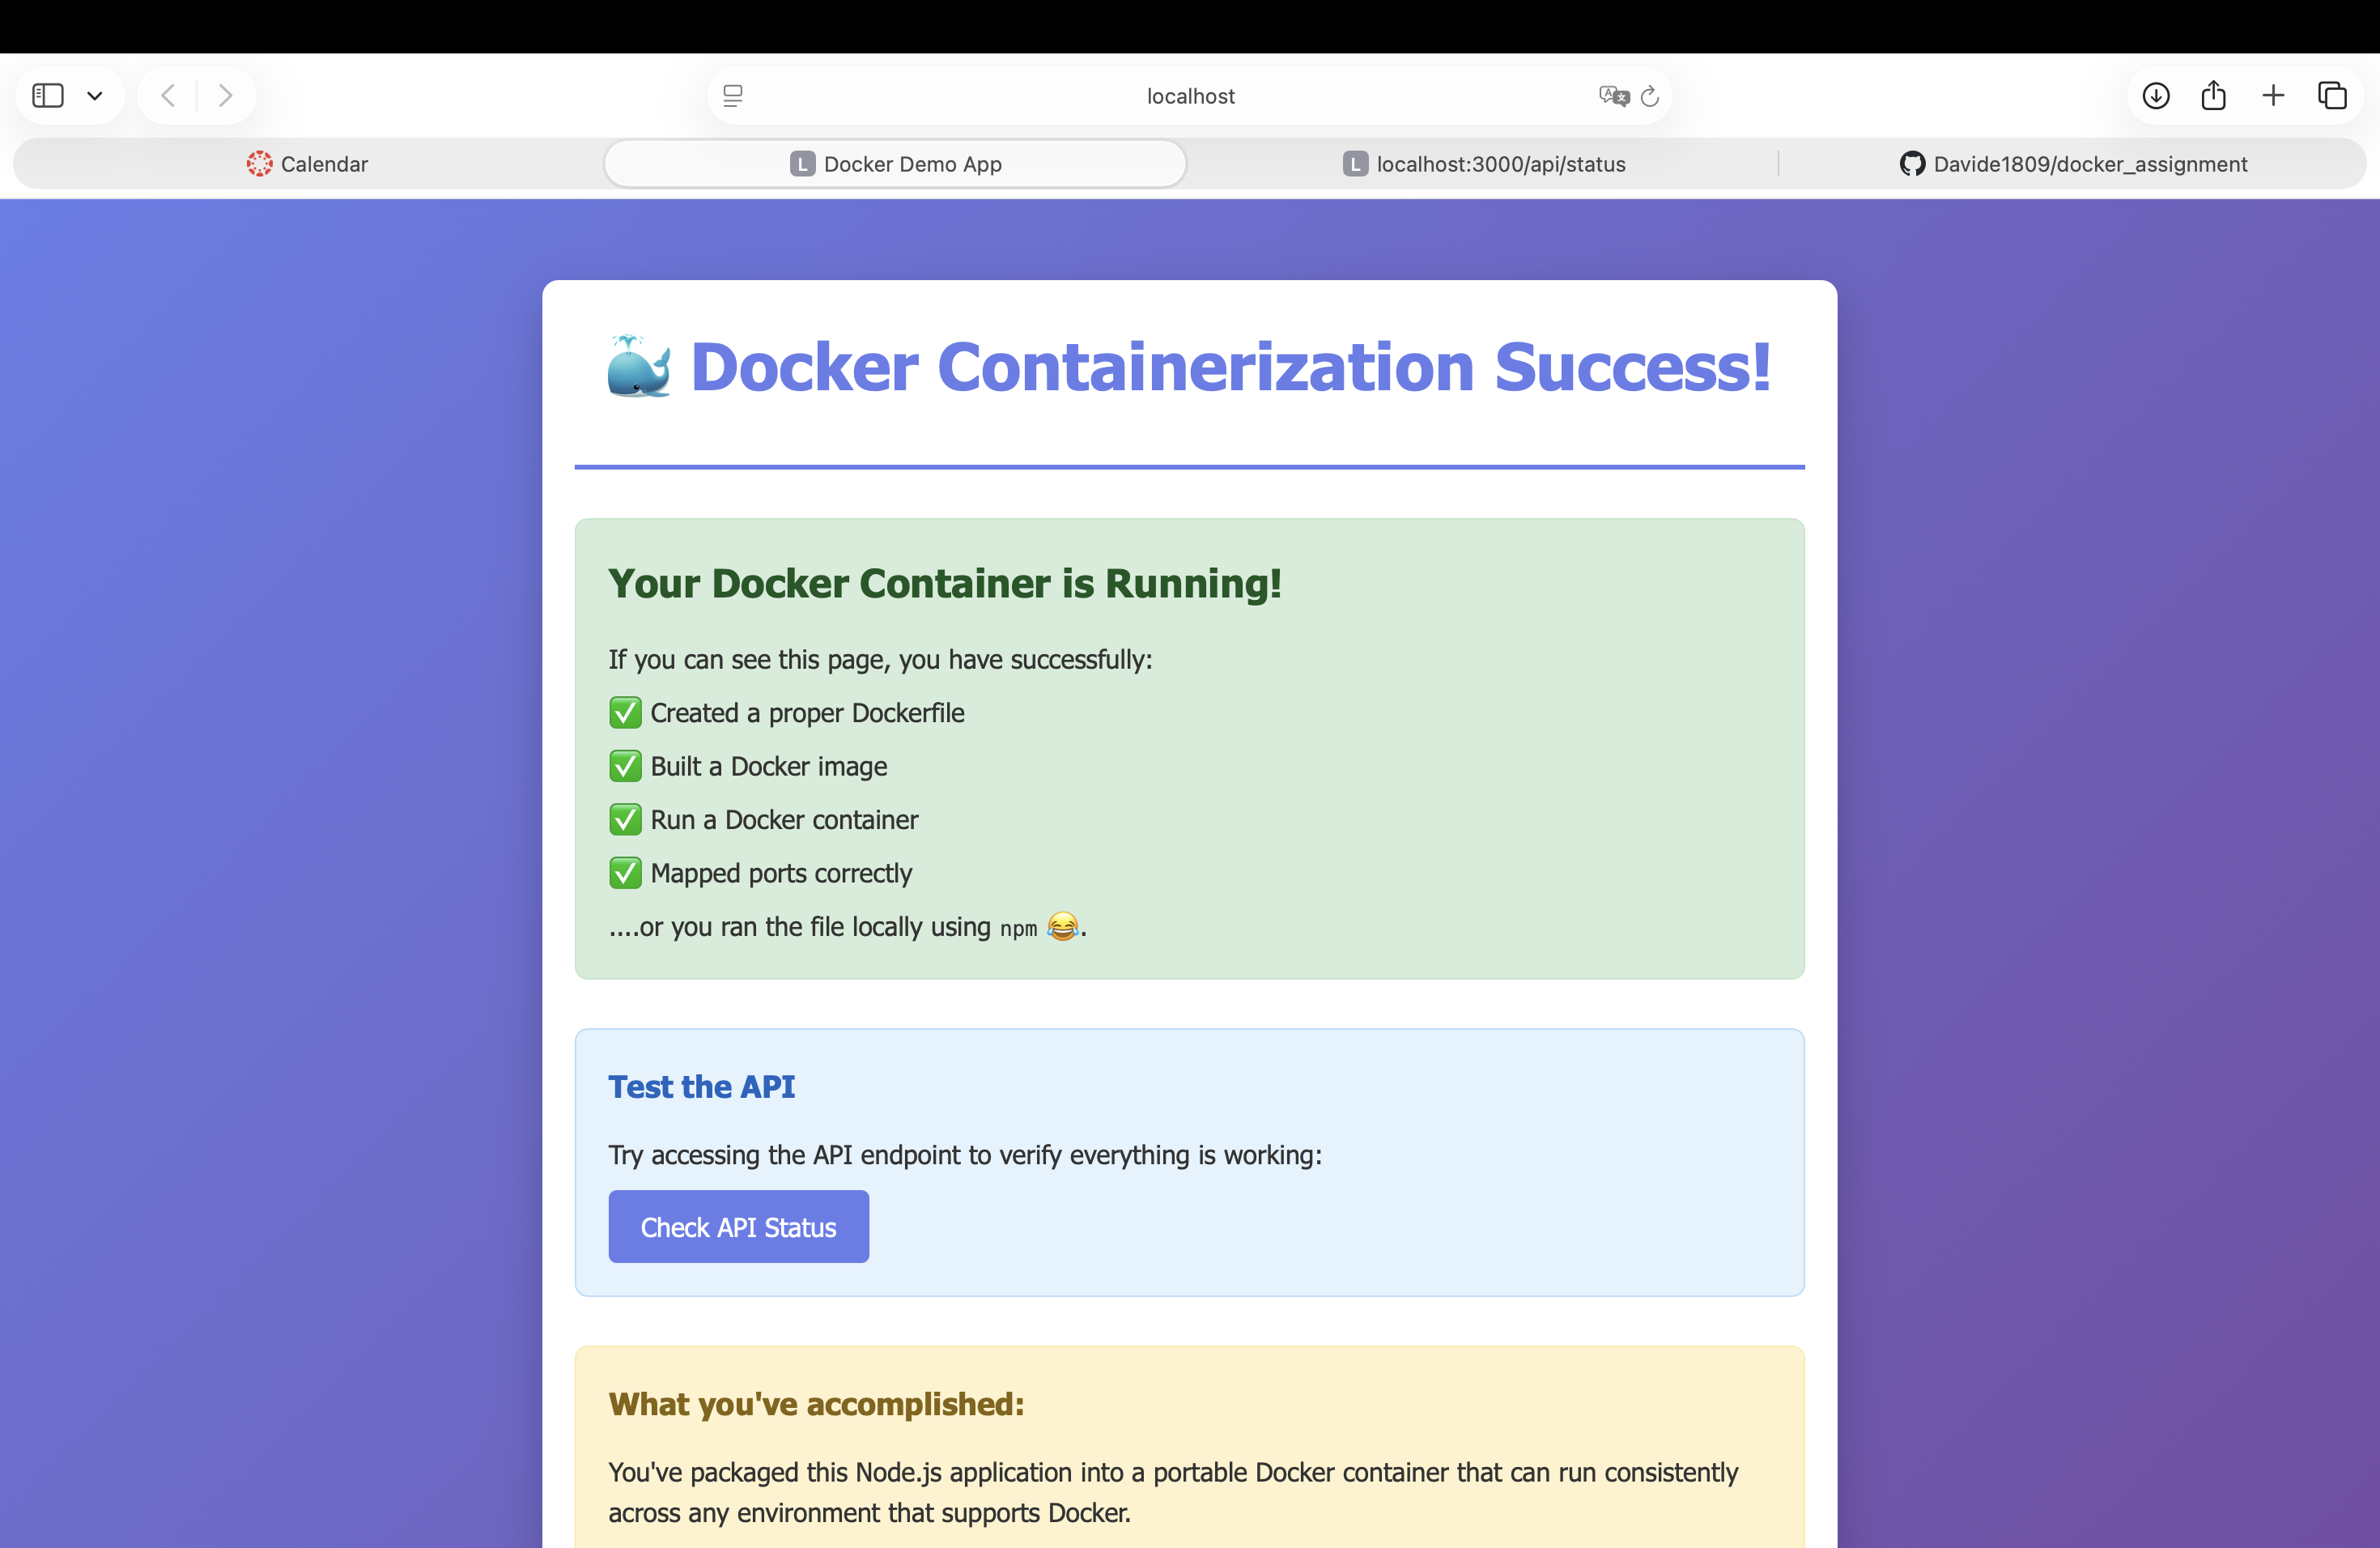 localhost
Calendar
L Docker Demo App
L localhost:3000/api/status
Davide1809/docker_assignment
🐳 Docker Containerization Success!
Your Docker Container is Running!
If you can see this page, you have successfully:
✅ Created a proper Dockerfile
✅ Built a Docker image
✅ Run a Docker container
✅ Mapped ports correctly
....or you ran the file locally using npm 😂.
Test the API
Try accessing the API endpoint to verify everything is working:
Check API Status
What you've accomplished:
You've packaged this Node.js application into a portable Docker container that can run consistently
across any environment that supports Docker.